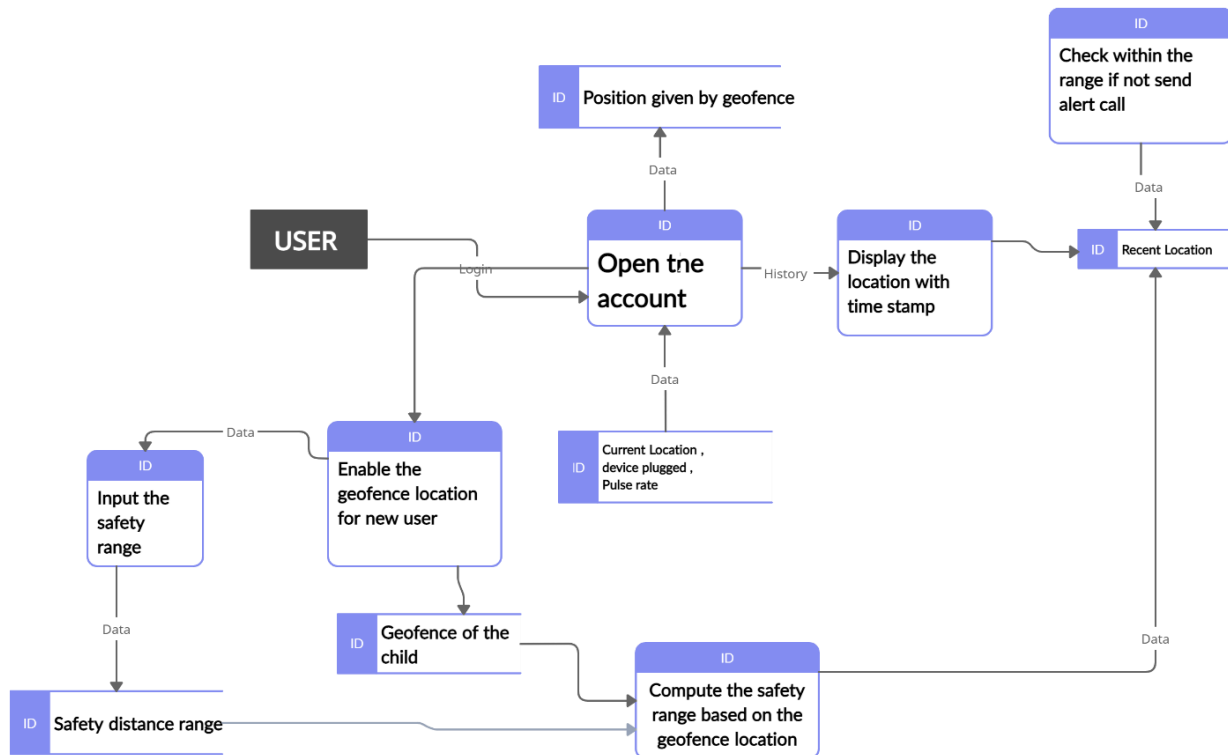 ID
Check within the
range if not send
alert call
ID
Position given by geofence
Data
Data
USER
ID
Open the
account
Login
History
ID
Display the
location with
time stamp
ID
Recent Location
Data
ID
Current Location ,
device plugged ,
Pulse rate
Data
ID
Enable the
geofence location
for new user
ID
Input the
safety
range
Data
ID
Geofence of the
child
ID
Compute the safety
range based on the
geofence location
Data
ID
Safety distance range